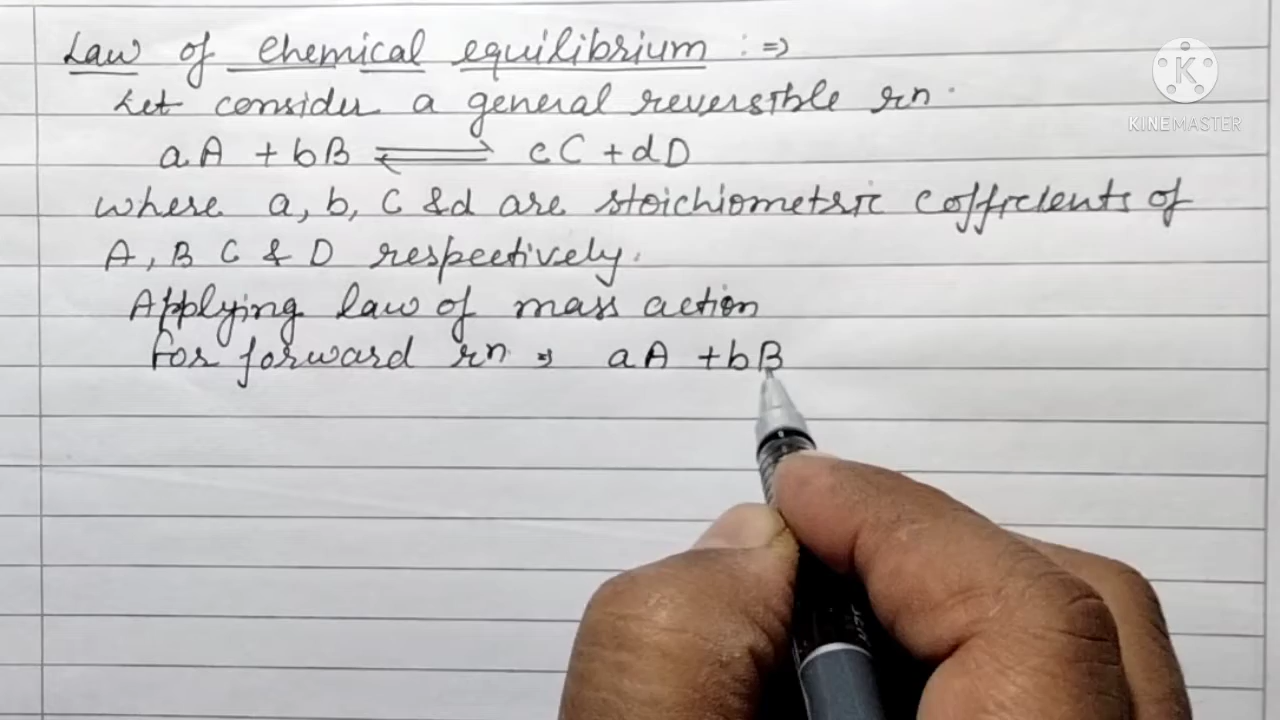 Law of chemical equilibrium : ⇒
Let consider a general reversible rn.
aA + bB ⇌ cC + dD
where a, b, C & d are stoichiometric cofficients of
A, B C & D respectively.
Applying law of mass action
For forward rn. ⇒ aA + bB
K
KINEMASTER